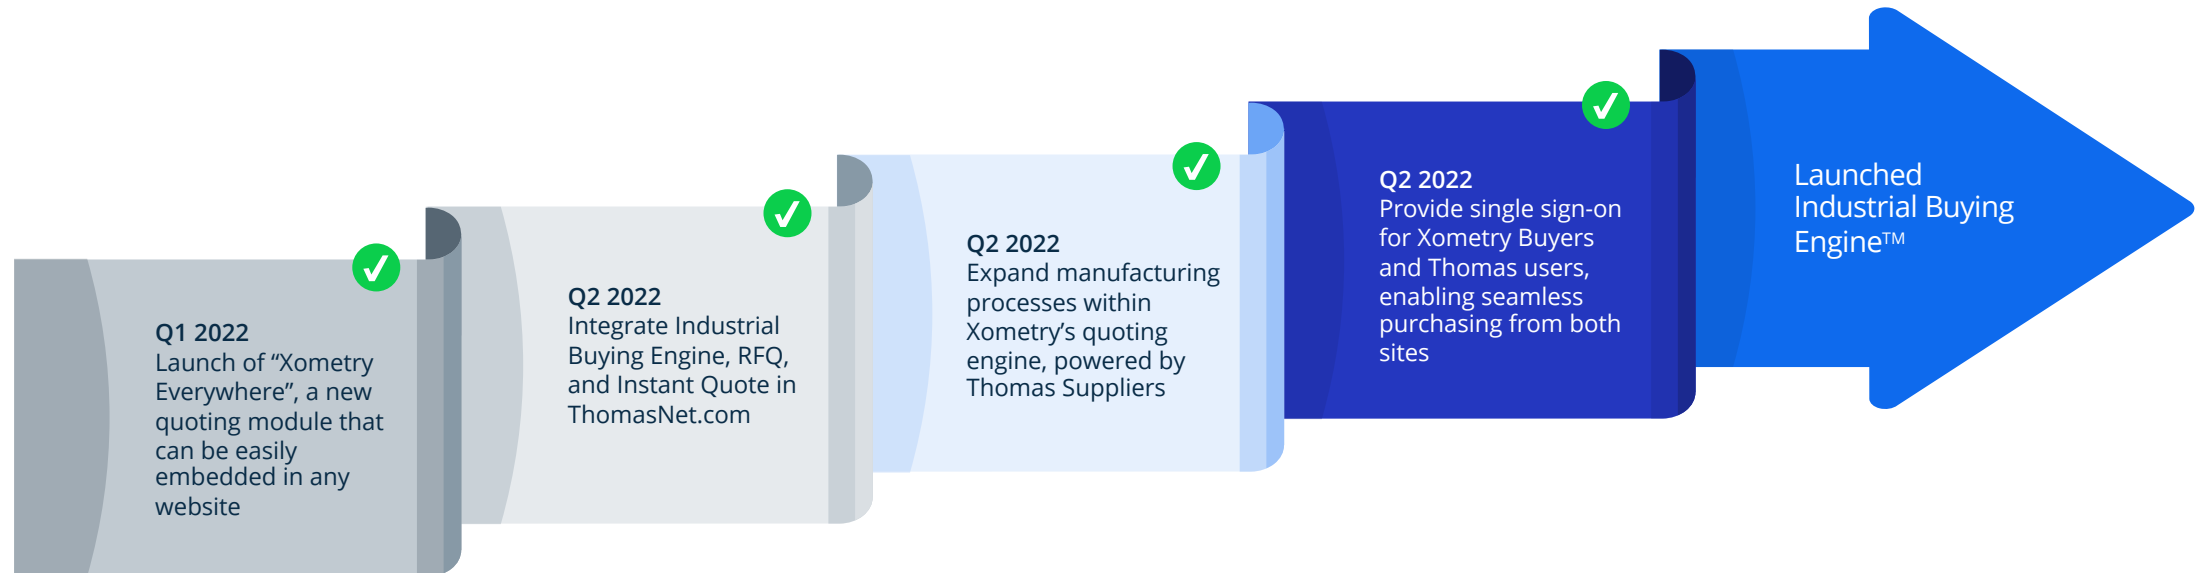 Q1 2022
Launch of “Xometry
Everywhere”, a new
quoting module that
can be easily
embedded in any
website
Q2 2022
Integrate Industrial
Buying Engine, RFQ,
and Instant Quote in
ThomasNet.com
Q2 2022
Expand manufacturing
processes within
Xometry’s quoting
engine, powered by
Thomas Suppliers
Q2 2022
Provide single sign-on
for Xometry Buyers
and Thomas users,
enabling seamless
purchasing from both
sites
Launched
Industrial Buying
Engine™